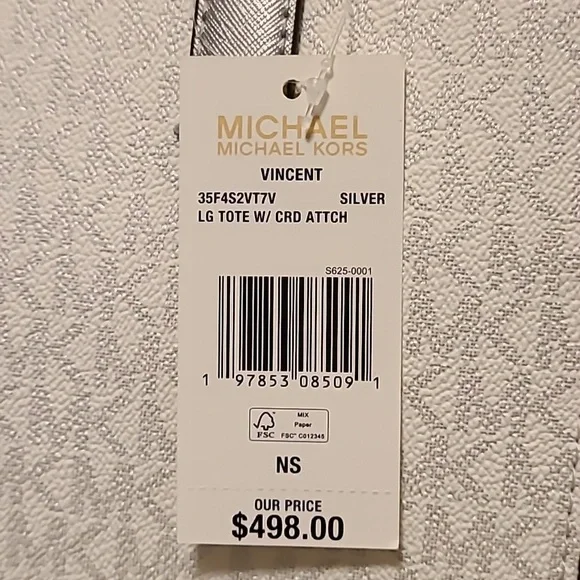 MICHAEL
MICHAEL KORS
VINCENT
35F4S2VT7V SILVER
LG TOTE W/ CRD ATTCH
S625-0001
1 97853 08509 1
MIX
Paper
FSC
FSC™ C012345
NS
OUR PRICE
$498.00